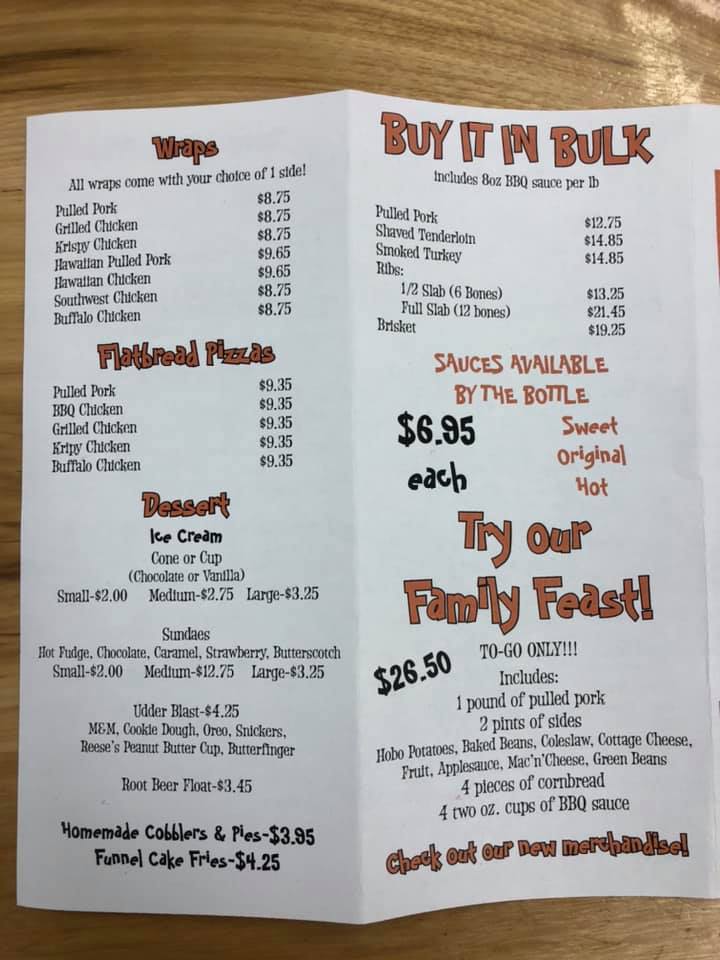 Wraps
All wraps come with your choice of 1 side!
Pulled Pork $8.75
Grilled Chicken $8.75
Krispy Chicken $8.75
Hawaiian Pulled Pork $9.65
Hawaiian Chicken $9.65
Southwest Chicken $8.75
Buffalo Chicken $8.75
Flatbread Pizzas
Pulled Pork $9.35
BBQ Chicken $9.35
Grilled Chicken $9.35
Kripy Chicken $9.35
Buffalo Chicken $9.35
Dessert
Ice Cream
Cone or Cup
(Chocolate or Vanilla)
Small-$2.00 Medium-$2.75 Large-$3.25
Sundaes
Hot Fudge, Chocolate, Caramel, Strawberry, Butterscotch
Small-$2.00 Medium-$12.75 Large-$3.25
Udder Blast-$4.25
M&M, Cookie Dough, Oreo, Snickers,
Reese's Peanut Butter Cup, Butterfinger
Root Beer Float-$3.45
Homemade Cobblers & Pies-$3.95
Funnel Cake Fries-$4.25
BUY IT IN BULK
includes 8oz BBQ sauce per lb
Pulled Pork $12.75
Shaved Tenderloin $14.85
Smoked Turkey $14.85
Ribs:
1/2 Slab (6 Bones) $13.25
Full Slab (12 bones) $21.45
Brisket $19.25
SAUCES AVAILABLE
BY THE BOTTLE
$6.95 each
Sweet
Original
Hot
Try our
Family Feast!
$26.50
TO-GO ONLY!!!
Includes:
1 pound of pulled pork
2 pints of sides
Hobo Potatoes, Baked Beans, Coleslaw, Cottage Cheese,
Fruit, Applesauce, Mac'n'Cheese, Green Beans
4 pieces of cornbread
4 two oz. cups of BBQ sauce
Check out our new merchandise!